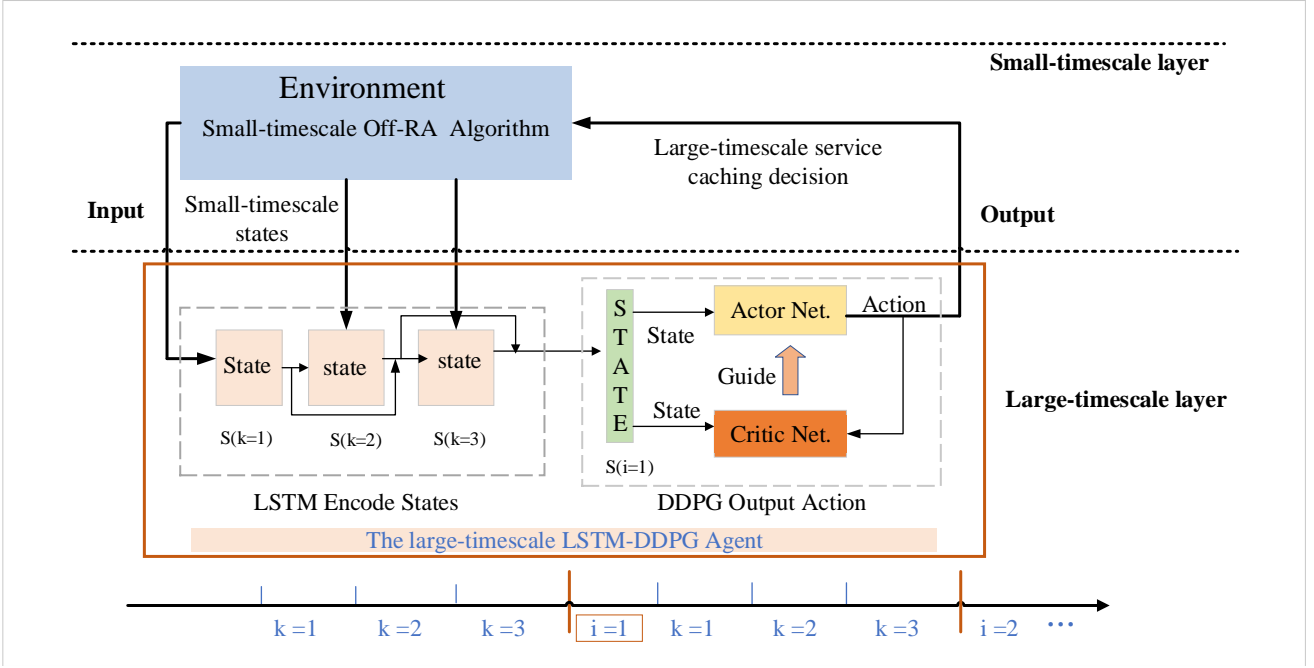 Small-timescale layer
Environment
Small-timescale Off-RA Algorithm
Large-timescale service
caching decision
Input
Small-timescale
states
Output
S
T
A
T
E
Actor Net.
Action
State
State
state
state
Guide
State
Critic Net.
Large-timescale layer
S(k=1)
S(k=2)
S(k=3)
S(i=1)
LSTM Encode States
DDPG Output Action
The large-timescale LSTM-DDPG Agent
k =1
k =2
k =3
i =1
k =1
k =2
k =3
i =2
···